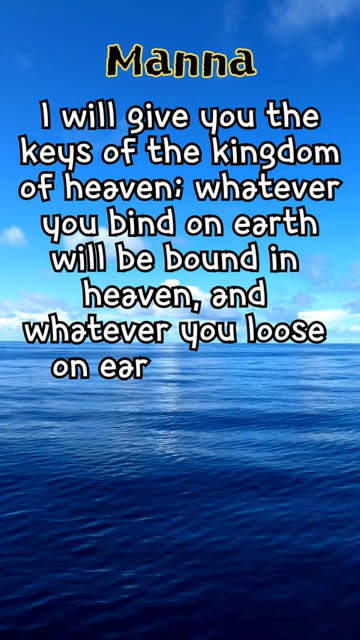 Manna
I will give you the
keys of the kingdom
of heaven; whatever
you bind on earth
will be bound in
heaven, and
whatever you loose
on ear